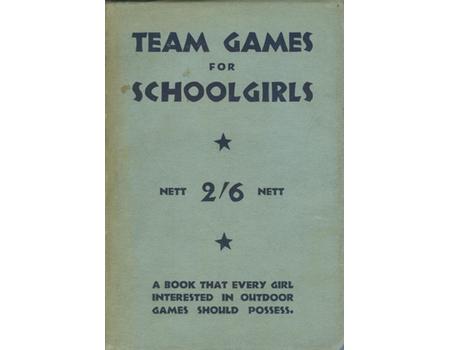 TEAM GAMES
FOR
SCHOOLGIRLS
NETT 2/6 NETT
A BOOK THAT EVERY GIRL
INTERESTED IN OUTDOOR
GAMES SHOULD POSSESS.